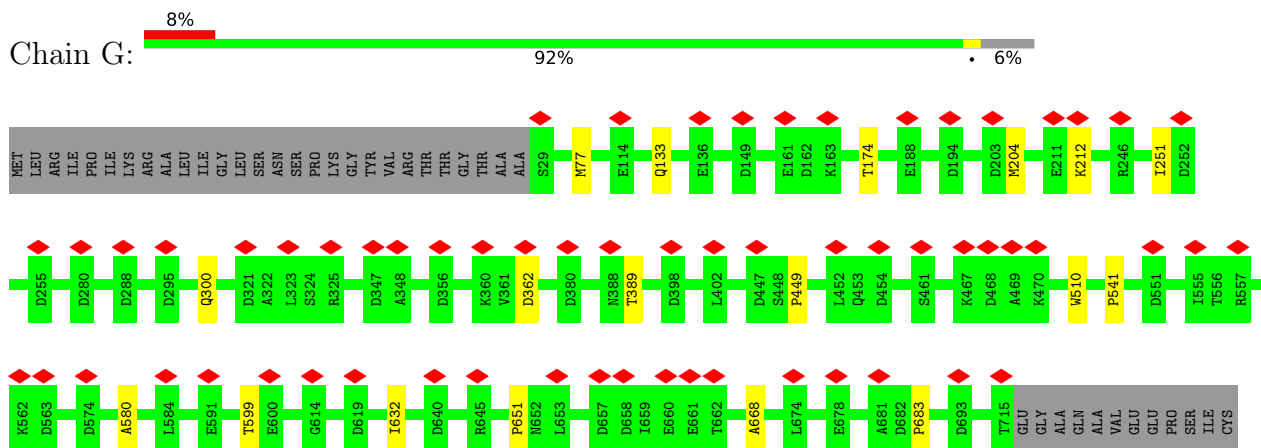 8%
Chain G:
92%
•
6%
MET LEU ARG ILE PRO ILE ILE LYS ARG ALA LEU ILE GLY LEU SER ASN SER PRO LYS GLY TYR VAL ARG THR THR GLY THR ALA ALA S29 M77 E114 Q133 E136 D149 E161 D162 K163 T174 E188 D194 D203 M204 E211 K212 R246 I251 D252
D255 D280 D288 D295 Q300 D321 A322 L323 S324 R325 D347 A348 D356 K360 V361 D362 D380 N388 T389 D398 L402 D447 S448 P449 L452 Q453 D454 S461 K467 D468 A469 K470 W510 P541 D551 I555 T556 R557
K562 D563 D574 A580 L584 E591 T599 E600 G614 D619 I632 D640 R645 P651 N652 L653 D657 D658 I659 E660 E661 T662 A668 L674 E678 A681 D682 P683 D693 T715 GLU GLY ALA GLN ALA VAL GLU GLU PRO SER ILE CYS